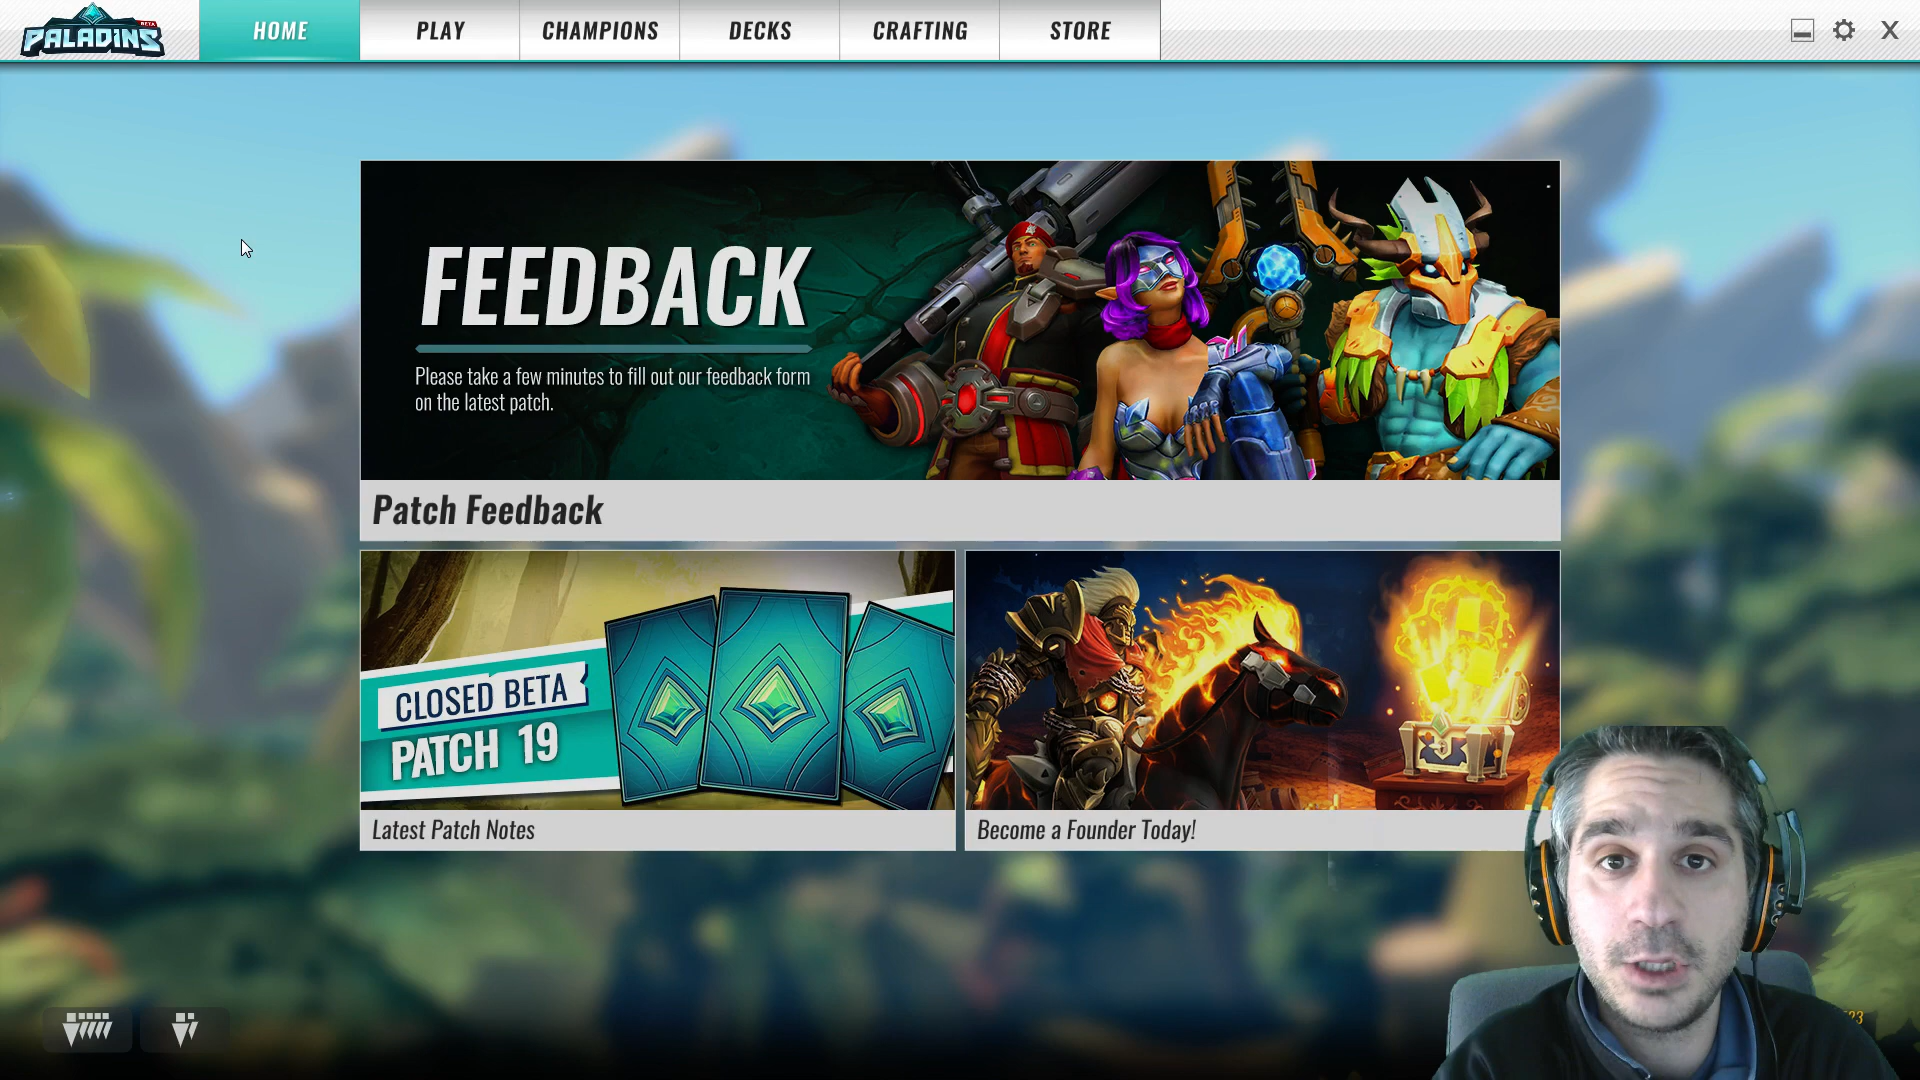 PALADINS
BETA
HOME
PLAY
CHAMPIONS
DECKS
CRAFTING
STORE
X
FEEDBACK
Please take a few minutes to fill out our feedback form
on the latest patch.
Patch Feedback
CLOSED BETA
PATCH 19
Latest Patch Notes
Become a Founder Today!
23